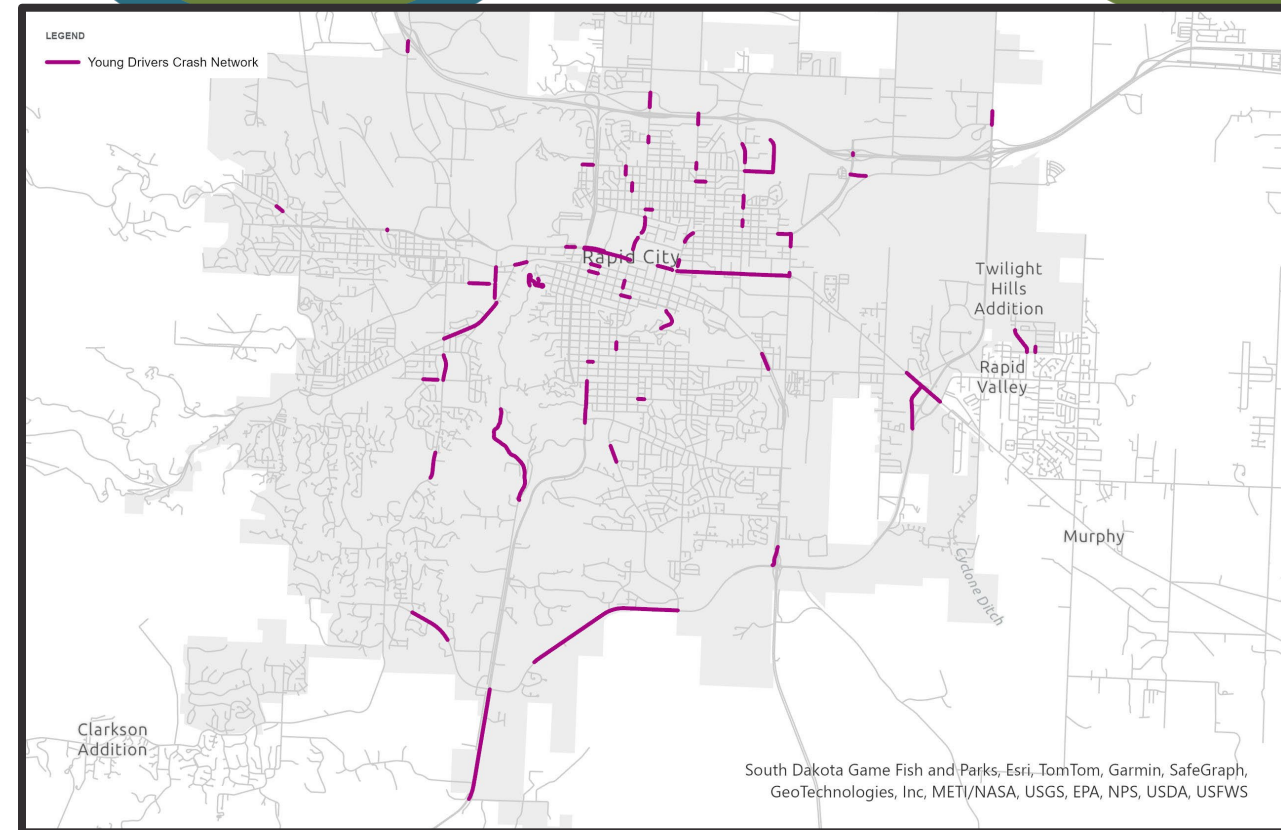 LEGEND
Young Drivers Crash Network
Rapid City
Twilight
Hills
Addition
Rapid
Valley
Murphy
Cyclone Ditch
Clarkson
Addition
South Dakota Game Fish and Parks, Esri, TomTom, Garmin, SafeGraph,
GeoTechnologies, Inc, METI/NASA, USGS, EPA, NPS, USDA, USFWS